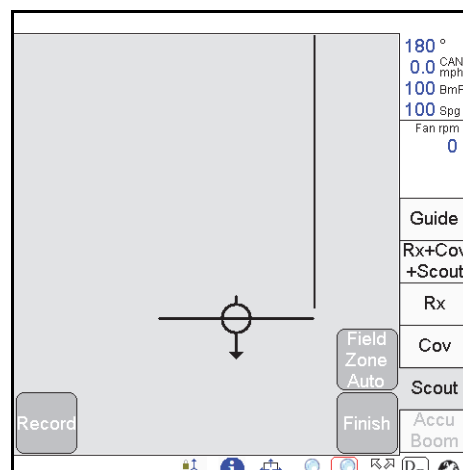 180 °
0.0 CAN mph
100 BmF
100 Spg
Fan rpm
0
Guide
Rx+Cov
+Scout
Rx
Field
Zone
Auto
Cov
Scout
Record
Finish
Accu
Boom